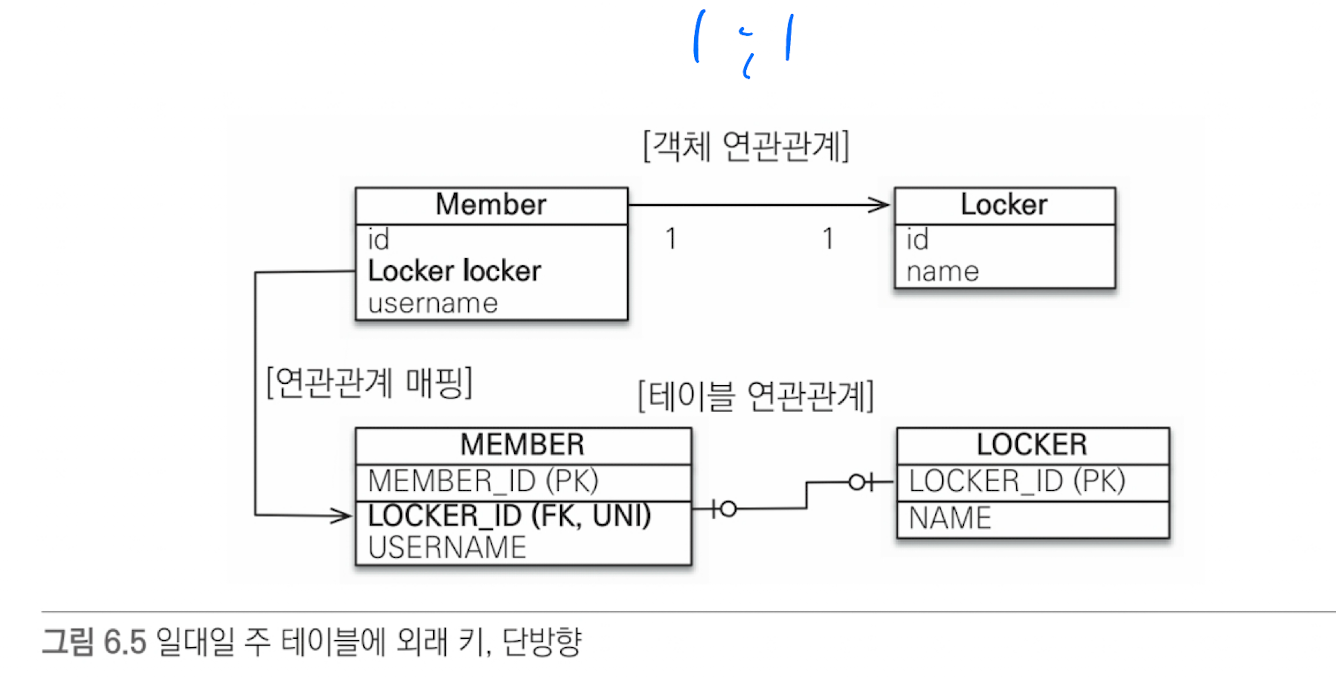 1 : 1
[객체 연관관계]
Member
id
Locker locker
username
1
1
Locker
id
name
[연관관계 매핑]
[테이블 연관관계]
MEMBER
MEMBER_ID (PK)
LOCKER_ID (FK, UNI)
USERNAME
LOCKER
LOCKER_ID (PK)
NAME
그림 6.5 일대일 주 테이블에 외래 키, 단방향